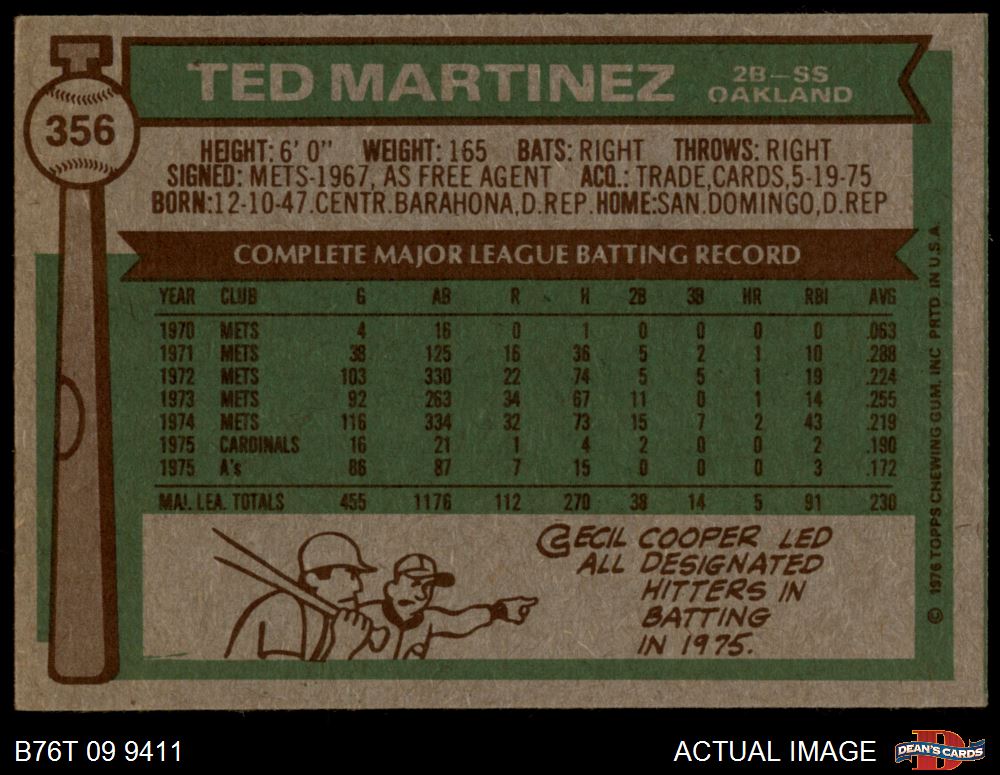 TED MARTINEZ
2B—SS
OAKLAND
356
HEIGHT: 6' 0" WEIGHT: 165 BATS: RIGHT THROWS: RIGHT
SIGNED: METS-1967, AS FREE AGENT ACQ.: TRADE,CARDS,5-19-75
BORN:12-10-47.CENTR.BARAHONA,D.REP.HOME:SAN.DOMINGO,D.REP
COMPLETE MAJOR LEAGUE BATTING RECORD
YEAR CLUB G AB R H 2B 3B HR RBI AVG
1970 METS 4 16 0 1 0 0 0 0 .063
1971 METS 38 125 16 36 5 2 1 10 .288
1972 METS 103 330 22 74 5 5 1 19 .224
1973 METS 92 263 34 67 11 0 1 14 .255
1974 METS 116 334 32 73 15 7 2 43 .219
1975 CARDINALS 16 21 1 4 2 0 0 2 .190
1975 A's 86 87 7 15 0 0 0 3 .172
MAJ. LEA. TOTALS 455 1176 112 270 38 14 5 91 230
CECIL COOPER LED
ALL DESIGNATED
HITTERS IN
BATTING
IN 1975.
© 1976 TOPPS CHEWING GUM, INC PRTD. IN U.S.A.
B76T 09 9411
ACTUAL IMAGE
D
DEAN'S CARDS